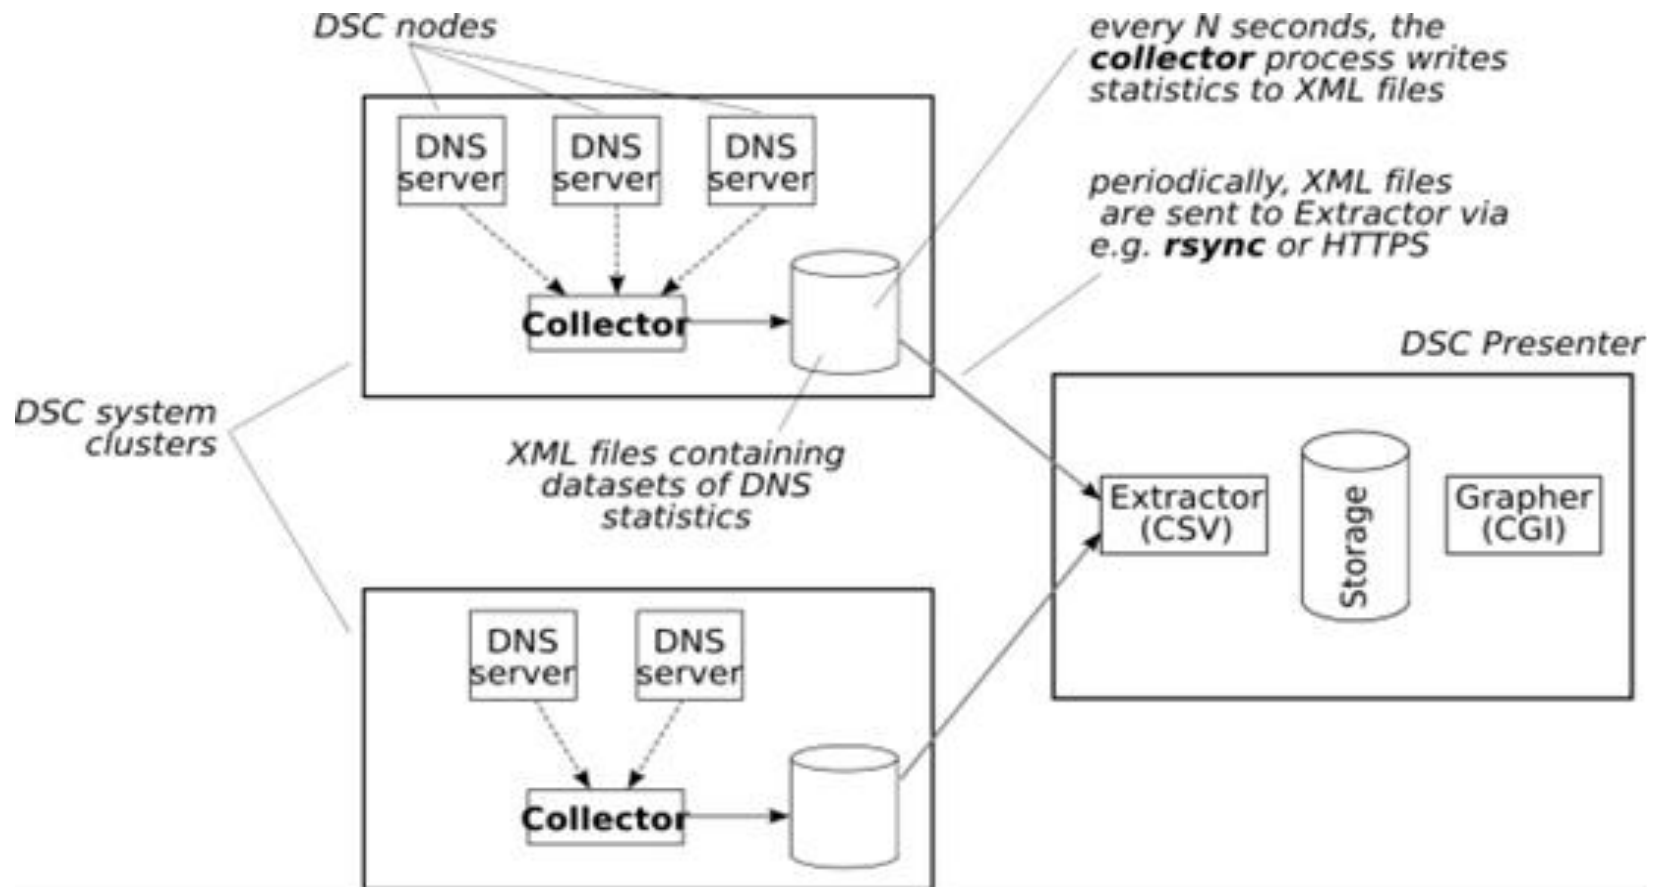 DSC nodes
every N seconds, the
collector process writes
statistics to XML files
DNS
server
DNS
server
DNS
server
periodically, XML files
are sent to Extractor via
e.g. rsync or HTTPS
Collector
DSC Presenter
DSC system
clusters
XML files containing
datasets of DNS
statistics
Extractor
(CSV)
Storage
Grapher
(CGI)
DNS
server
DNS
server
Collector